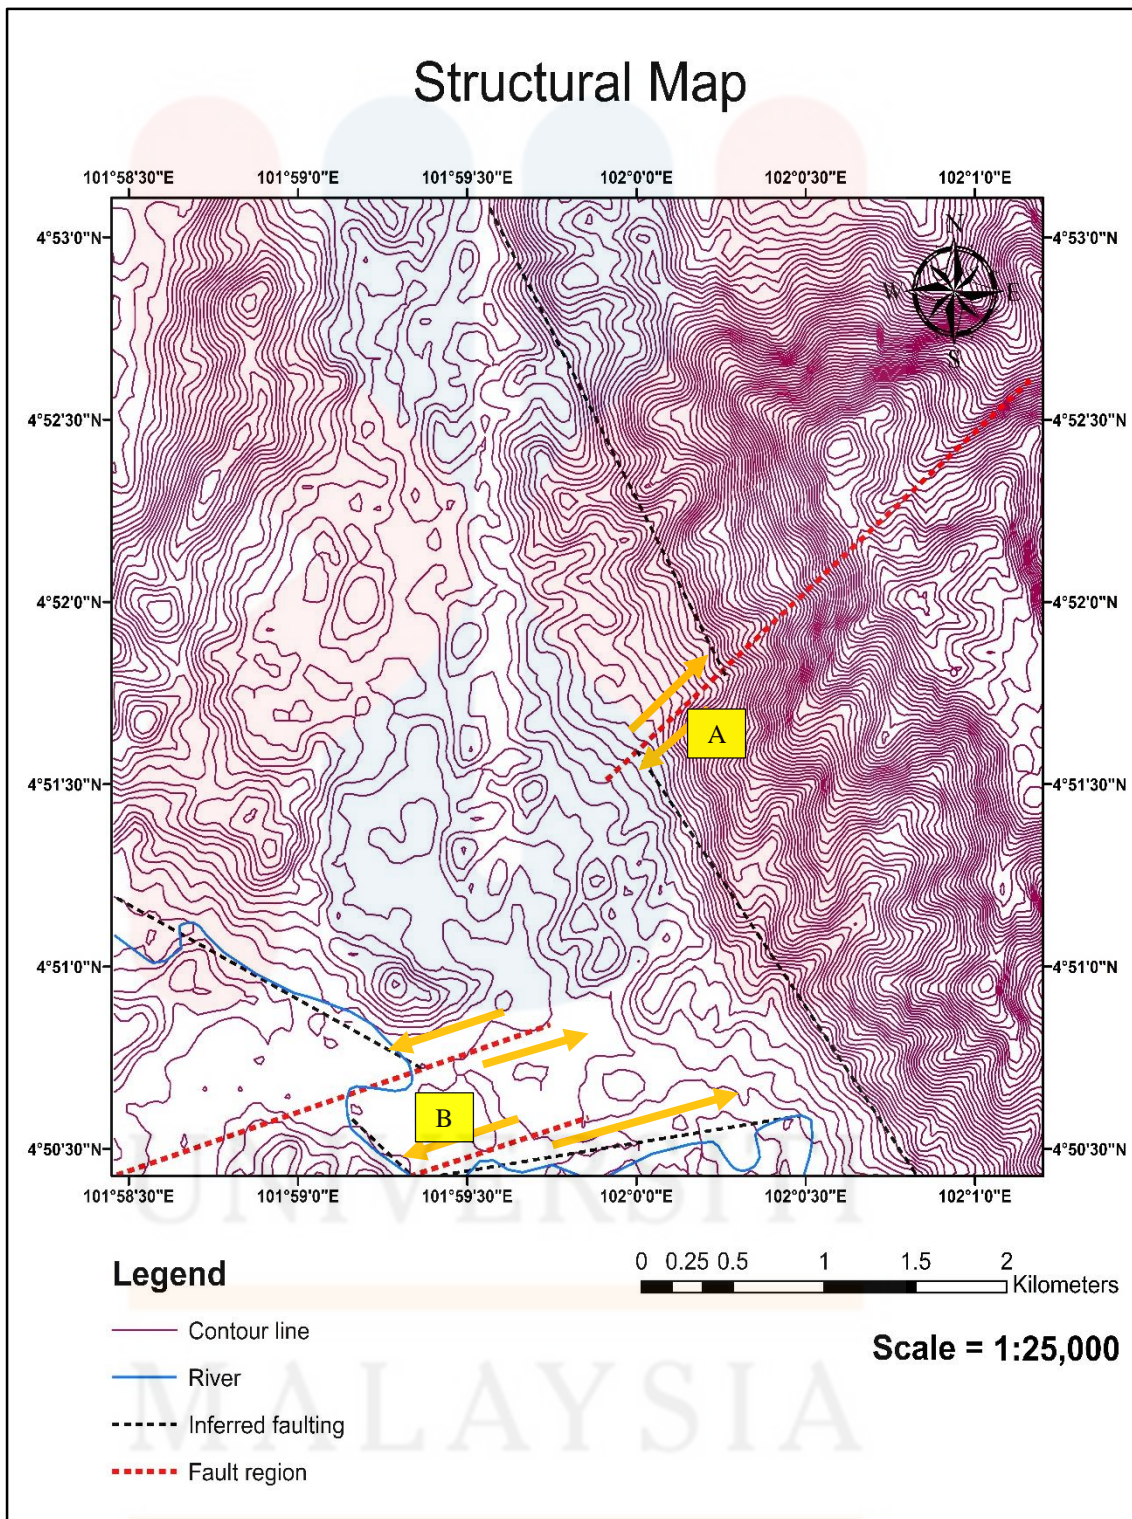 Structural Map
101°58'30"E 101°59'0"E 101°59'30"E 102°0'0"E 102°0'30"E 102°1'0"E
4°53'0"N 4°53'0"N
N
W E
S
4°52'30"N 4°52'30"N
4°52'0"N 4°52'0"N
A
4°51'30"N 4°51'30"N
4°51'0"N 4°51'0"N
B
4°50'30"N 4°50'30"N
101°58'30"E 101°59'0"E 101°59'30"E 102°0'0"E 102°0'30"E 102°1'0"E
UNIVERSITI
0 0.25 0.5 1 1.5 2
Kilometers
Legend
Contour line
Scale = 1:25,000
River
MALAYSIA
Inferred faulting
Fault region